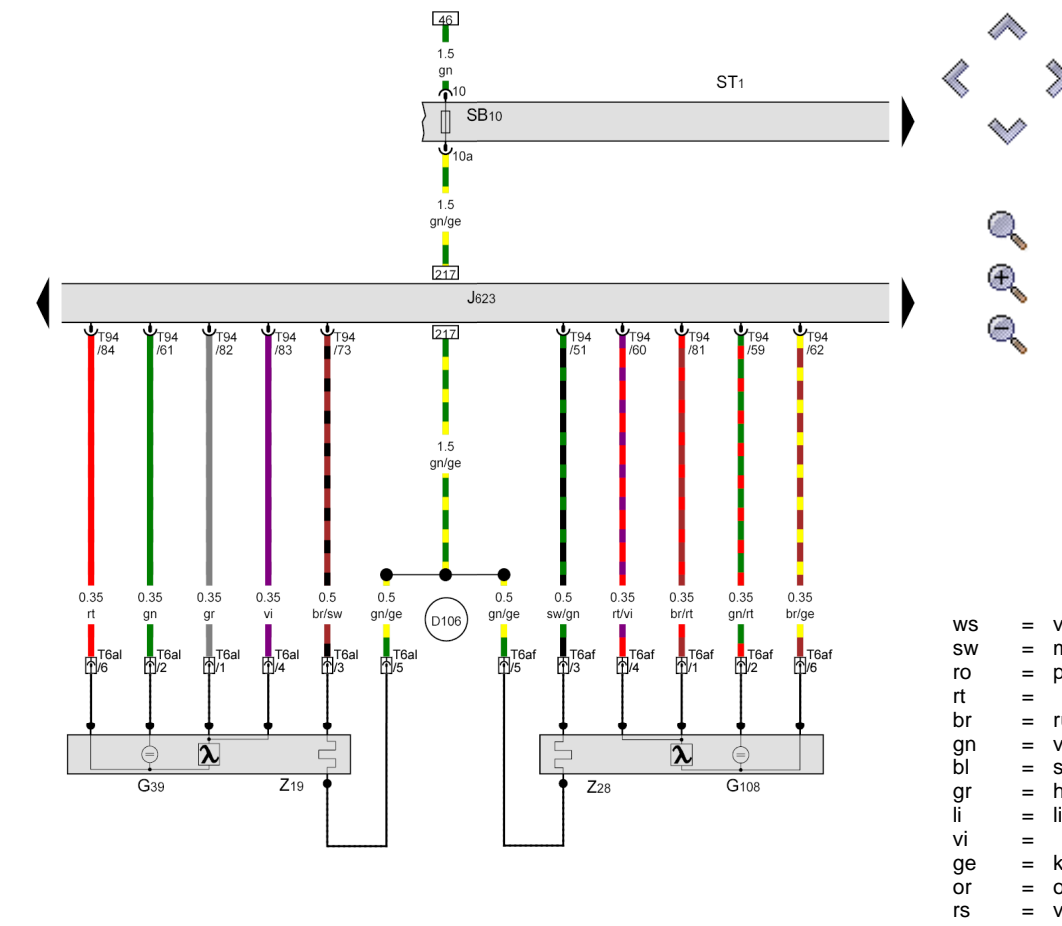 46
1.5
gn
10
ST1
SB10
10a
1.5
gn/ge
217
J623
217
T94 T94 T94 T94 T94 T94 T94 T94 T94 T94
/84 /61 /82 /83 /73 /51 /60 /81 /59 /62
1.5
gn/ge
0.35 0.35 0.35 0.35 0.5 0.5 0.5 0.5 0.35 0.35 0.35 0.35
rt gn gr vi br/sw gn/ge gn/ge sw/gn rt/vi br/rt gn/rt br/ge
D106
T6al T6al T6al T6al T6al T6al T6af T6af T6af T6af T6af T6af
/6 /2 /1 /4 /3 /5 /5 /3 /4 /1 /2 /6
λ λ
G39 Z19 Z28 G108
ws = v
sw = n
ro = p
rt =
br = r
gn = v
bl = s
gr = h
li = li
vi =
ge = k
or = o
rs = v